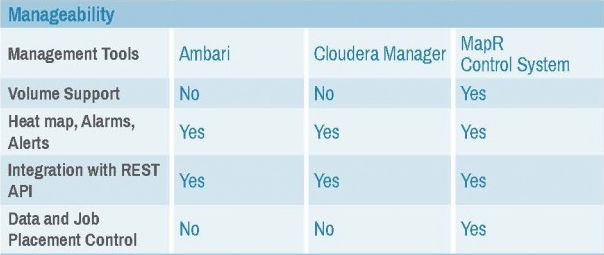 Manageability
Management Tools Ambari Cloudera Manager MapR
Control System
Volume Support No No Yes
Heat map, Alarms,
Alerts Yes Yes Yes
Integration with REST
API Yes Yes Yes
Data and Job
Placement Control No No Yes